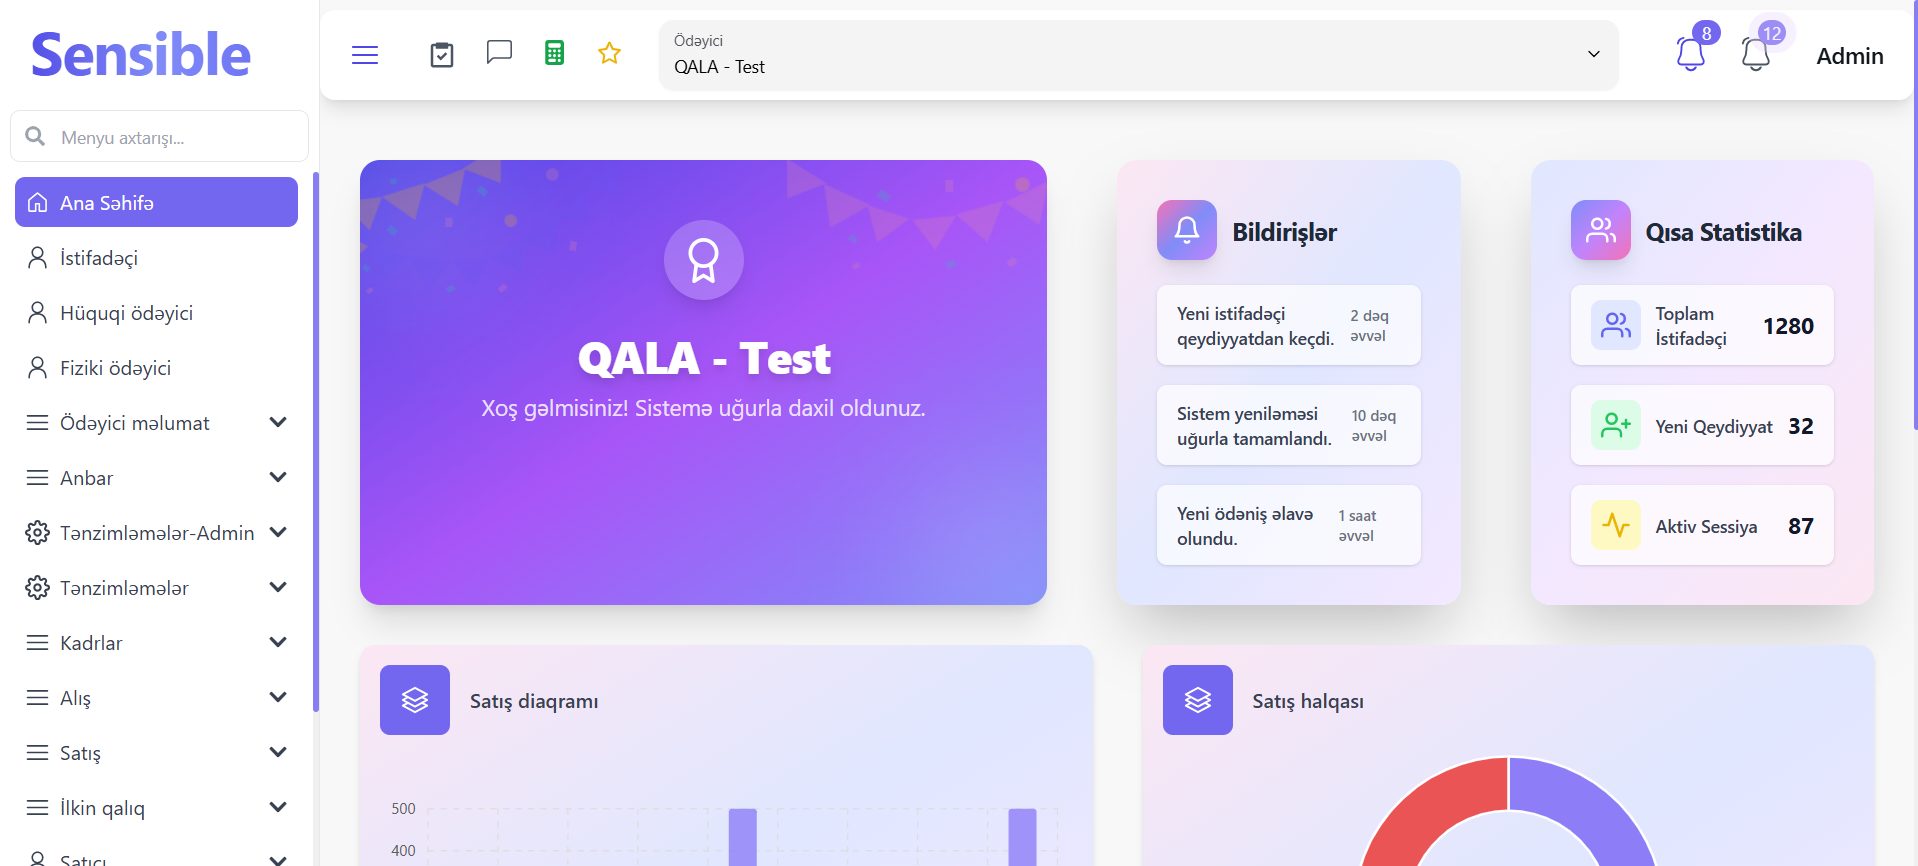 Sensible
Menyu axtarışı...
Ana Səhifə
İstifadəçi
Hüquqi ödəyici
Fiziki ödəyici
Ödəyici məlumat
Anbar
Tənzimləmələr-Admin
Tənzimləmələr
Kadrlar
Alış
Satış
İlkin qalıq
Satıcı
Ödəyici
QALA - Test
8
12
Admin
QALA - Test
Xoş gəlmisiniz! Sistemə uğurla daxil oldunuz.
Bildirişlər
Yeni istifadəçi
qeydiyyatdan keçdi.
2 dəq
əvvəl
Sistem yeniləməsi
uğurla tamamlandı.
10 dəq
əvvəl
Yeni ödəniş əlavə
olundu.
1 saat
əvvəl
Qısa Statistika
Toplam
İstifadəçi
1280
Yeni Qeydiyyat
32
Aktiv Sessiya
87
Satış diaqramı
500
400
Satış halqası